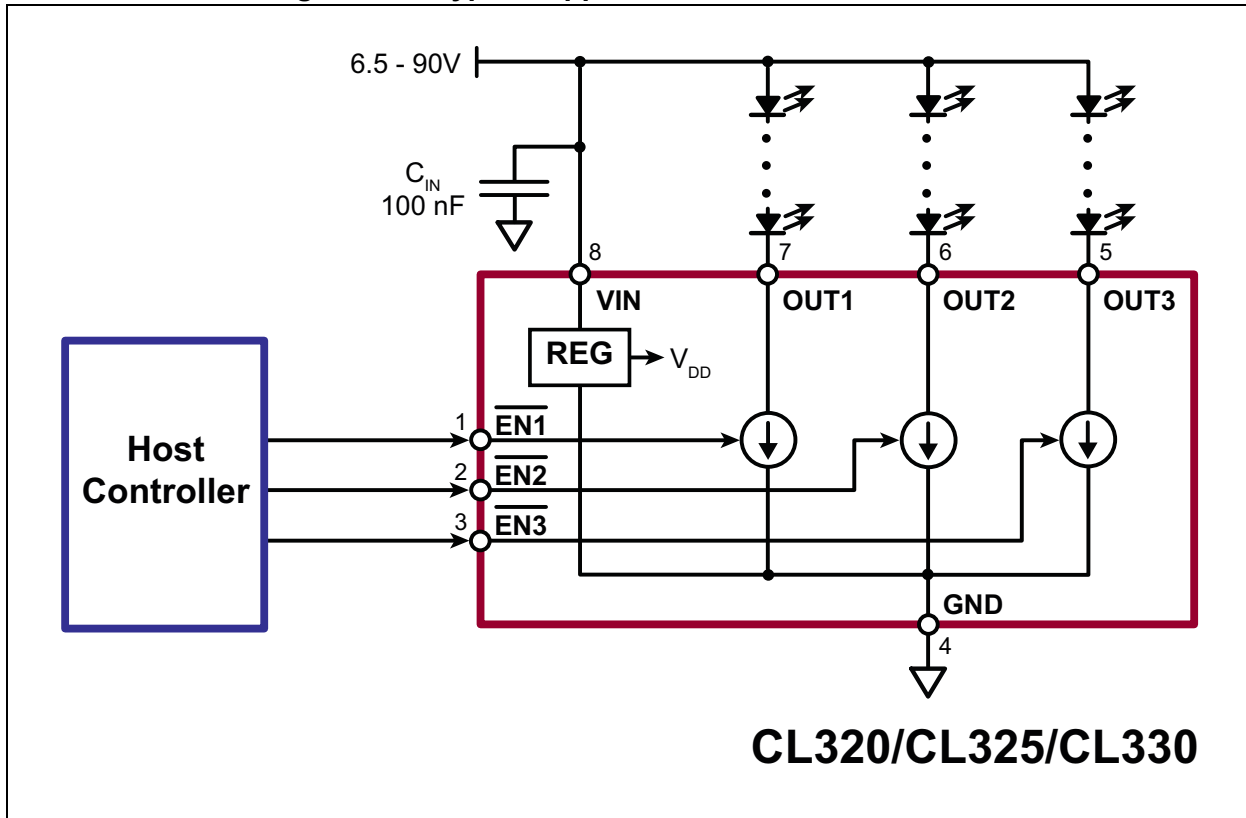 6.5 - 90V
C_IN
100 nF
8
7
6
5
VIN
OUT1
OUT2
OUT3
REG
V_DD
Host
Controller
1
EN1
2
EN2
3
EN3
GND
4
CL320/CL325/CL330